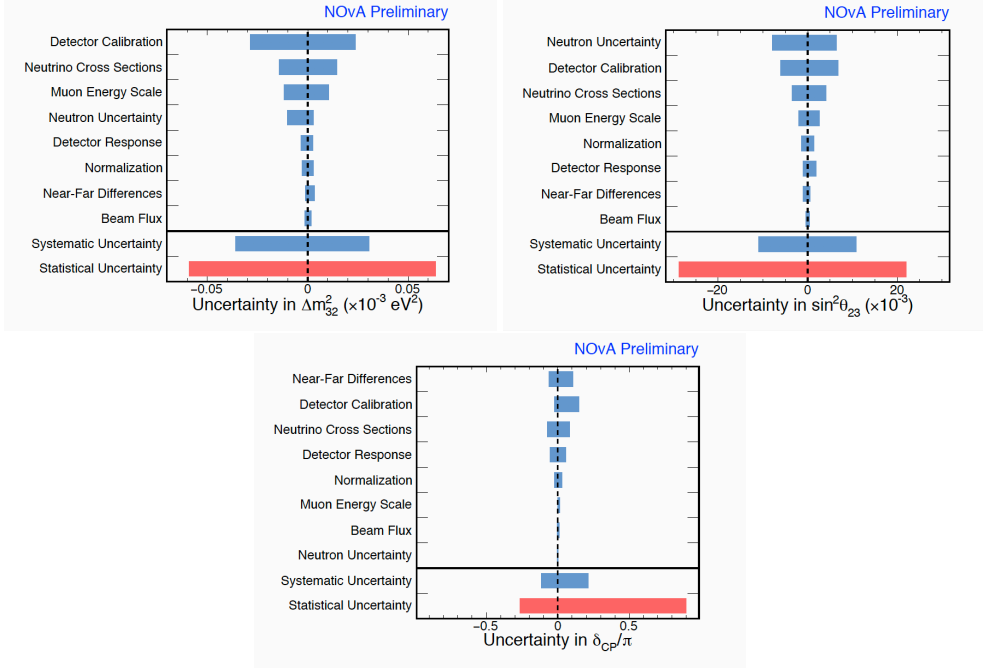 NOvA Preliminary
Detector Calibration
Neutrino Cross Sections
Muon Energy Scale
Neutron Uncertainty
Detector Response
Normalization
Near-Far Differences
Beam Flux
Systematic Uncertainty
Statistical Uncertainty
−0.05 0 0.05
Uncertainty in Δm²₃₂ (×10⁻³ eV²)
NOvA Preliminary
Neutron Uncertainty
Detector Calibration
Neutrino Cross Sections
Muon Energy Scale
Normalization
Detector Response
Near-Far Differences
Beam Flux
Systematic Uncertainty
Statistical Uncertainty
−20 0 20
Uncertainty in sin²θ₂₃ (×10⁻³)
NOvA Preliminary
Near-Far Differences
Detector Calibration
Neutrino Cross Sections
Detector Response
Normalization
Muon Energy Scale
Beam Flux
Neutron Uncertainty
Systematic Uncertainty
Statistical Uncertainty
−0.5 0 0.5
Uncertainty in δCP/π